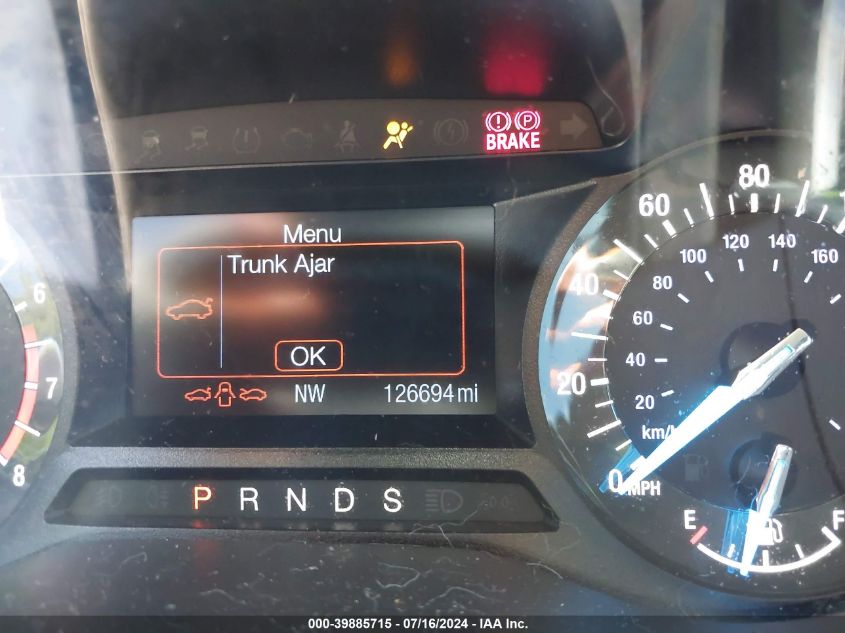 BRAKE
Menu
Trunk Ajar
OK
NW 126694 mi
P R N D S
6
7
8
0 20 40 60 80
MPH
20 40 60 80 100 120 140 160
E F
000-39885715 - 07/16/2024 - IAA Inc.